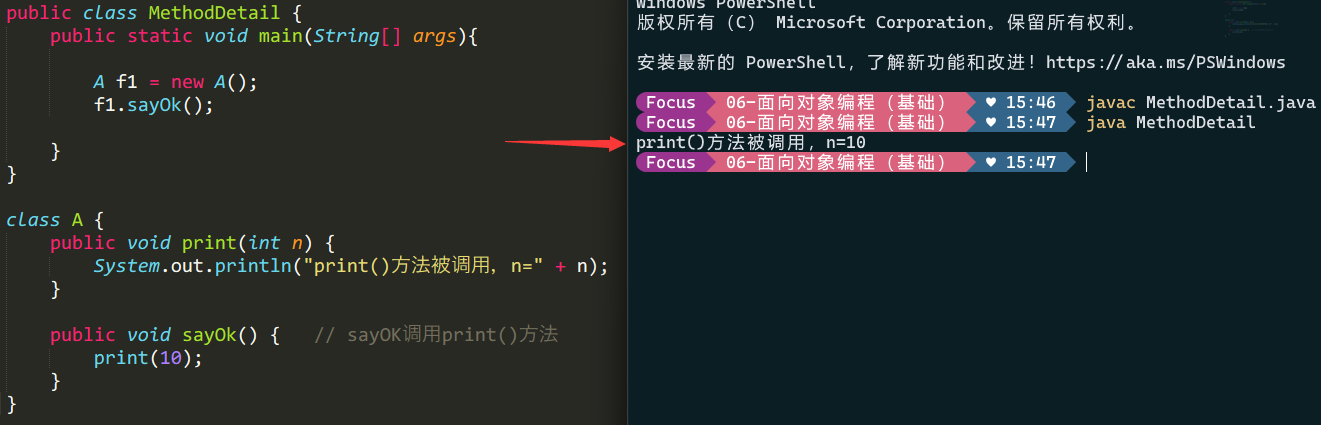 public class MethodDetail {
    public static void main(String[] args){
        A f1 = new A();
        f1.sayOk();
    }
}
class A {
    public void print(int n) {
        System.out.println("print()方法被调用，n=" + n);
    }
    public void sayOk() {   // sayOK调用print()方法
        print(10);
    }
}
Windows PowerShell
版权所有（C） Microsoft Corporation。保留所有权利。
安装最新的 PowerShell，了解新功能和改进！https://aka.ms/PSWindows
Focus 06-面向对象编程（基础） ♥ 15:46 javac MethodDetail.java
Focus 06-面向对象编程（基础） ♥ 15:47 java MethodDetail
print()方法被调用，n=10
Focus 06-面向对象编程（基础） ♥ 15:47